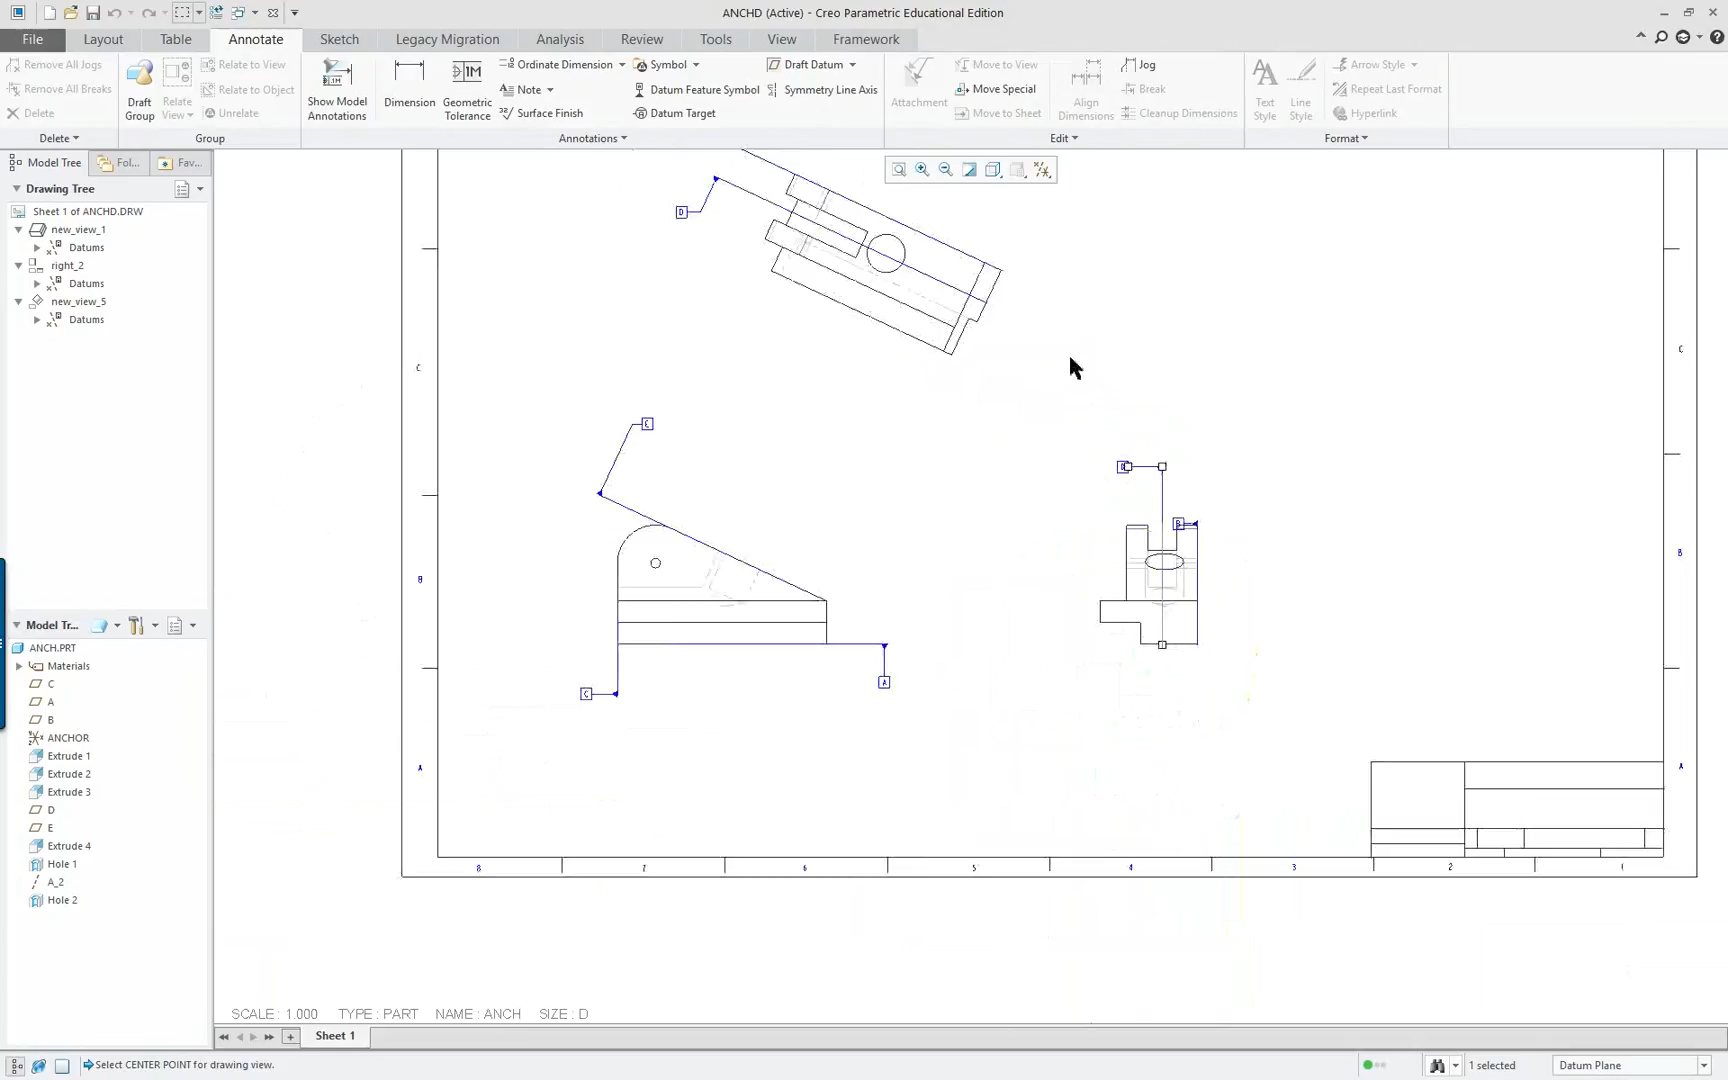 ANCHD (Active) - Creo Parametric Educational Edition
File
Layout
Table
Annotate
Sketch
Legacy Migration
Analysis
Review
Tools
View
Framework
Remove All Jogs
Remove All Breaks
Delete
Delete
Draft Group
Relate View
Relate to View
Relate to Object
Unrelate
Group
Show Model Annotations
Dimension
Geometric Tolerance
Ordinate Dimension
Note
Surface Finish
Symbol
Datum Feature Symbol
Datum Target
Draft Datum
Symmetry Line Axis
Annotations
Attachment
Move to View
Move Special
Move to Sheet
Align Dimensions
Jog
Break
Cleanup Dimensions
Edit
Text Style
Line Style
Arrow Style
Repeat Last Format
Hyperlink
Format
Model Tree
Fol...
Fav...
Drawing Tree
Sheet 1 of ANCHD.DRW
new_view_1
Datums
right_2
Datums
new_view_5
Datums
Model Tr...
ANCH.PRT
Materials
C
A
B
ANCHOR
Extrude 1
Extrude 2
Extrude 3
D
E
Extrude 4
Hole 1
A_2
Hole 2
D
C
C
B
B
B
C
A
A
A
8
7
6
5
4
3
2
SCALE : 1.000 TYPE : PART NAME : ANCH SIZE : D
Sheet 1
Select CENTER POINT for drawing view.
1 selected
Datum Plane